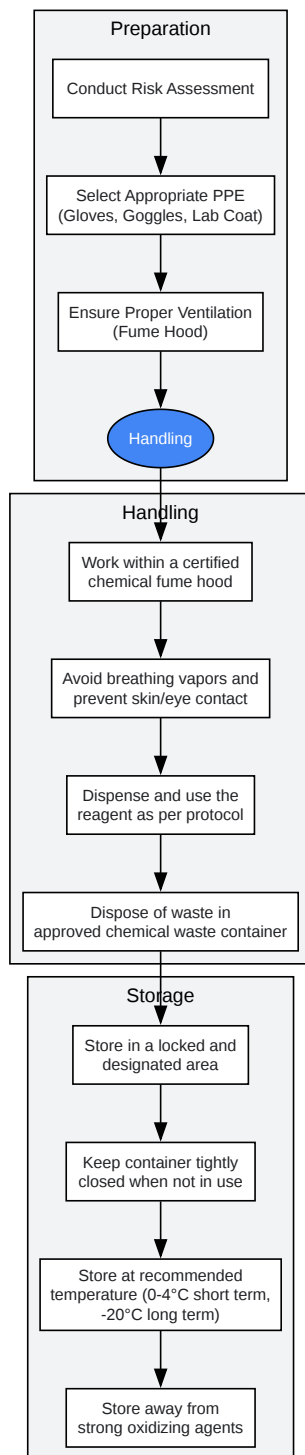 Preparation
Conduct Risk Assessment
Select Appropriate PPE
(Gloves, Goggles, Lab Coat)
Ensure Proper Ventilation
(Fume Hood)
Handling
Handling
Work within a certified
chemical fume hood
Avoid breathing vapors and
prevent skin/eye contact
Dispense and use the
reagent as per protocol
Dispose of waste in
approved chemical waste container
Storage
Store in a locked and
designated area
Keep container tightly
closed when not in use
Store at recommended
temperature (0-4°C short term,
-20°C long term)
Store away from
strong oxidizing agents